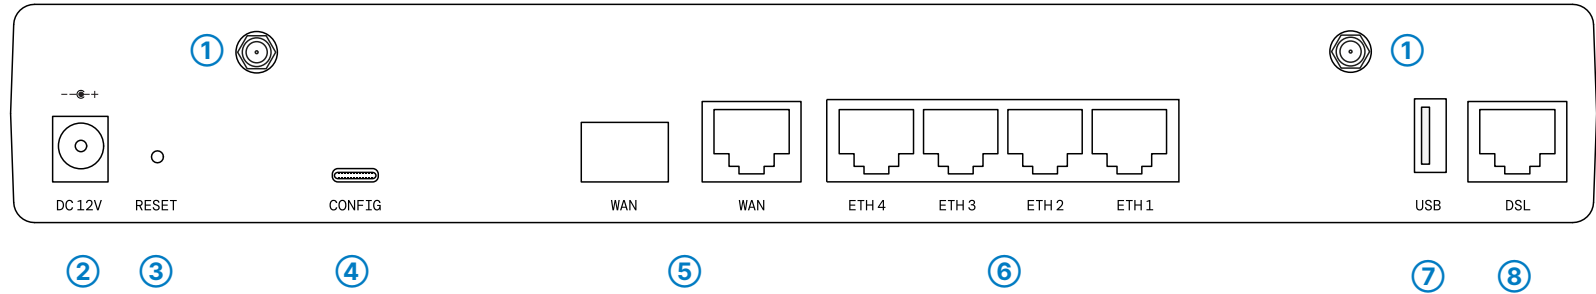 ① ①
- +
DC 12V RESET CONFIG WAN WAN ETH 4 ETH 3 ETH 2 ETH 1 USB DSL
② ③ ④ ⑤ ⑥ ⑦ ⑧